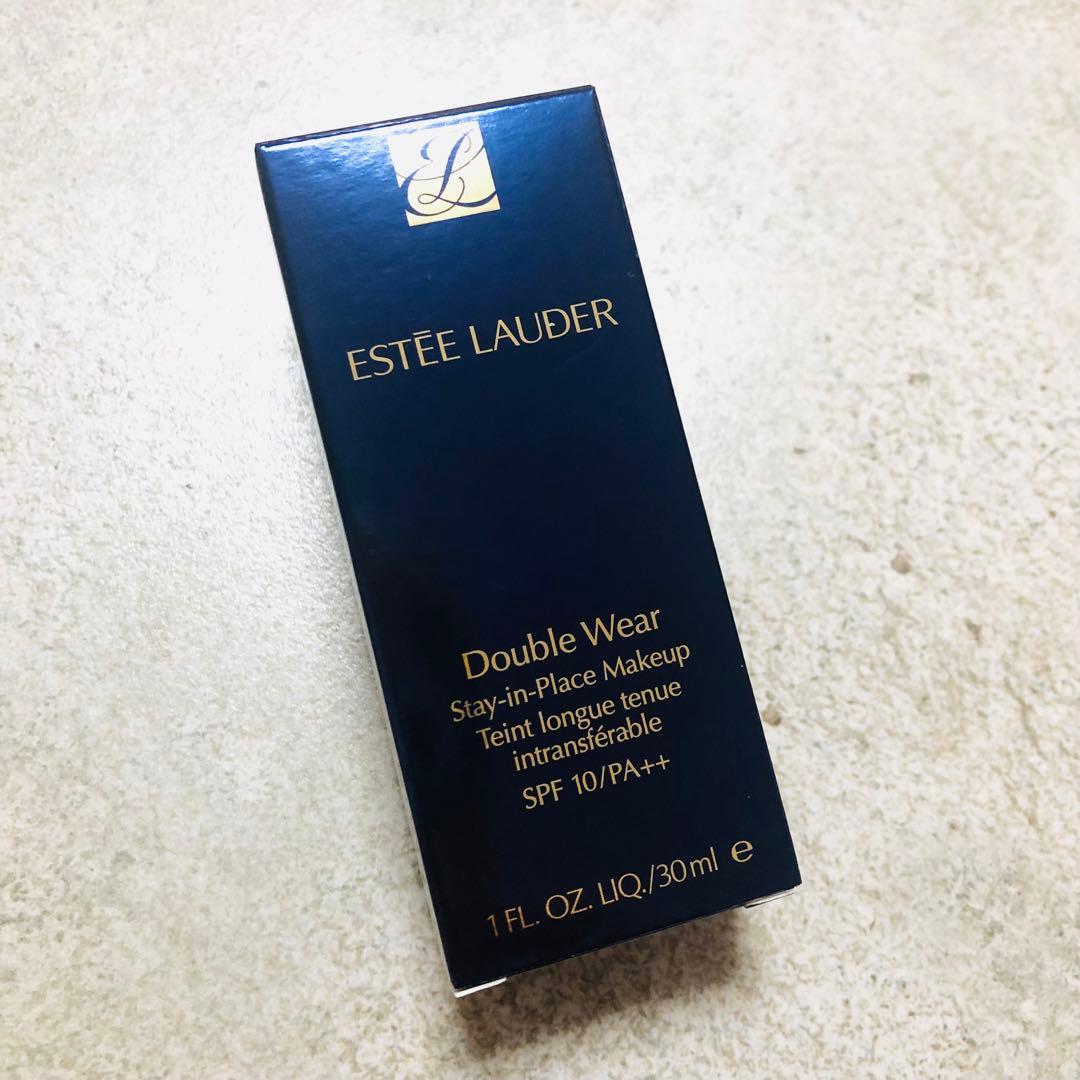 EL
ESTĒE LAUDER
Double Wear
Stay-in-Place Makeup
Teint longue tenue
intransférable
SPF 10/PA++
1 FL. OZ. LIQ./30ml ℮